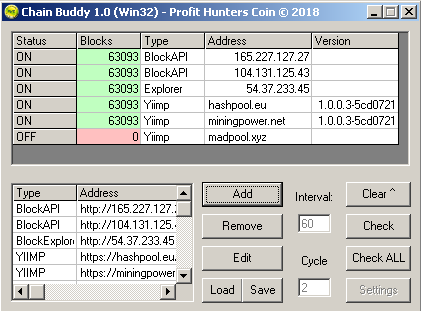 Chain Buddy 1.0 (Win32) - Profit Hunters Coin © 2018
Status Blocks Type Address Version
ON 63093 BlockAPI 165.227.127.27
ON 63093 BlockAPI 104.131.125.43
ON 63093 Explorer 54.37.233.45
ON 63093 Yiimp hashpool.eu 1.0.0.3-5cd0721
ON 63093 Yiimp miningpower.net 1.0.0.3-5cd0721
OFF 0 Yiimp madpool.xyz
Type Address
BlockAPI http://165.227.127.
BlockAPI http://104.131.125.
BlockExplor http://54.37.233.45
YIIMP https://hashpool.eu
YIIMP https://miningpower
Add
Remove
Edit
Load Save
Interval:
60
Cycle
2
Clear ^
Check
Check ALL
Settings